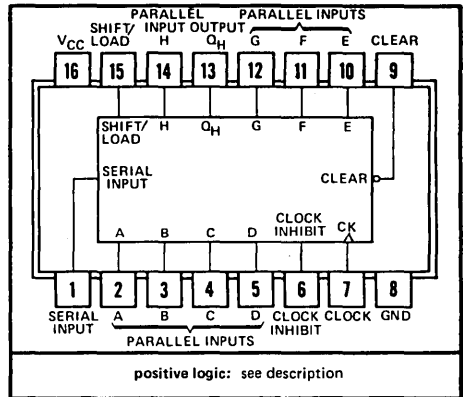 PARALLEL
SHIFT/ INPUT OUTPUT PARALLEL INPUTS
VCC LOAD H QH G F E CLEAR
16 15 14 13 12 11 10 9
SHIFT/ H QH G F E
LOAD
SERIAL
INPUT
CLEAR
CLOCK
INHIBIT CK
A B C D
1 2 3 4 5 6 7 8
SERIAL A B C D CLOCK CLOCK GND
INPUT INHIBIT
PARALLEL INPUTS
positive logic: see description